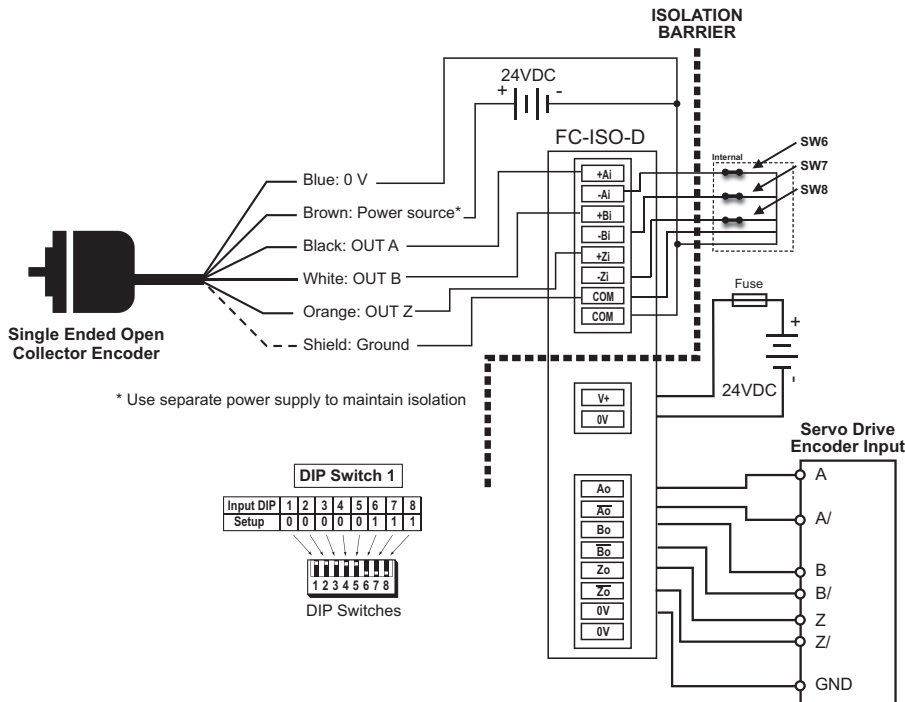 ISOLATION
BARRIER
24VDC
+ -
FC-ISO-D
Internal
SW6
SW7
SW8
Blue: 0 V
Brown: Power source*
Black: OUT A
White: OUT B
Orange: OUT Z
Shield: Ground
Single Ended Open
Collector Encoder
+Ai
-Ai
+Bi
-Bi
+Zi
-Zi
COM
COM
Fuse
+
-
24VDC
* Use separate power supply to maintain isolation
V+
0V
Servo Drive
Encoder Input
DIP Switch 1
Input DIP 1 2 3 4 5 6 7 8
Setup 0 0 0 0 0 1 1 1
1 2 3 4 5 6 7 8
DIP Switches
Ao
A̅o̅
Bo
B̅o̅
Zo
Z̅o̅
0V
0V
A
A/
B
B/
Z
Z/
GND